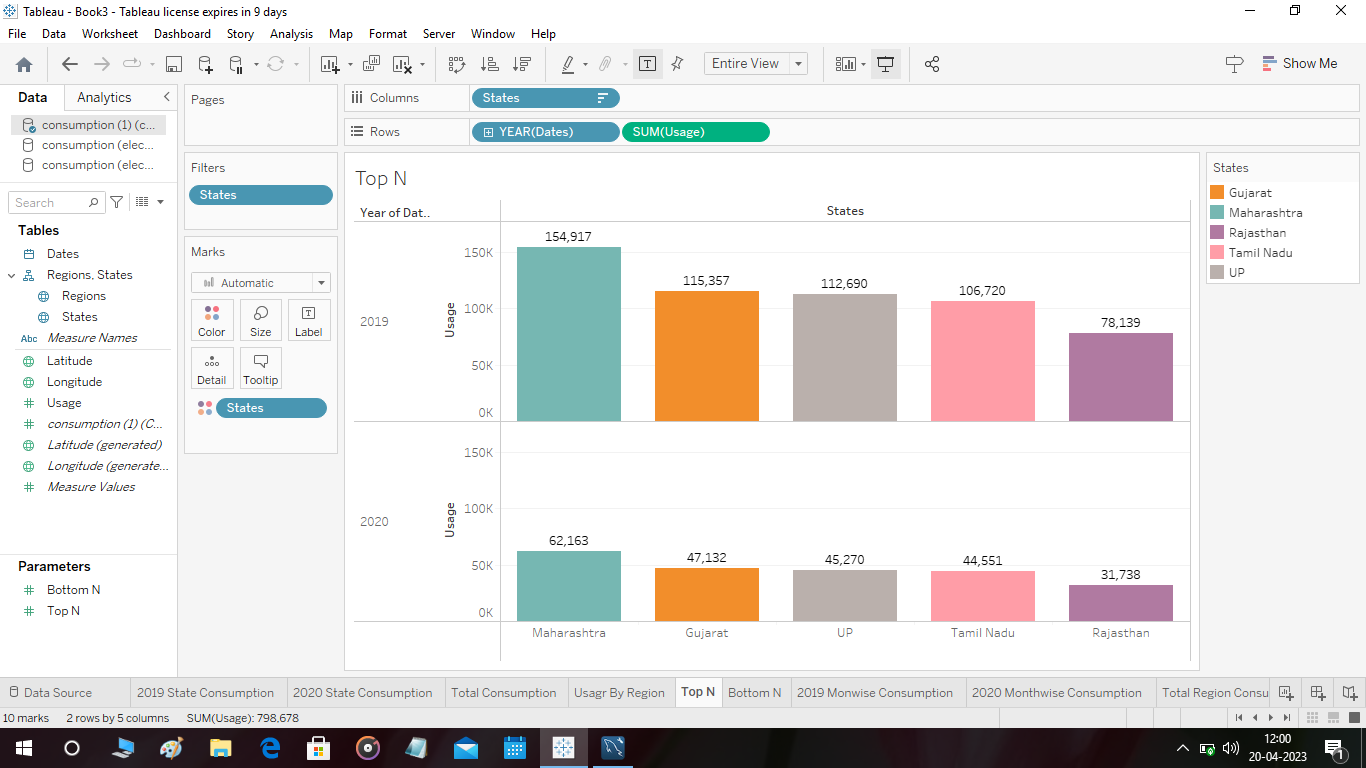 Tableau - Book3 - Tableau license expires in 9 days
File Data Worksheet Dashboard Story Analysis Map Format Server Window Help
Entire View
Show Me
Data Analytics
consumption (1) (c...
consumption (elec...
consumption (elec...
Search
Tables
Dates
Regions, States
Regions
States
Abc Measure Names
Latitude
Longitude
Usage
consumption (1) (C...
Latitude (generated)
Longitude (generate...
Measure Values
Parameters
Bottom N
Top N
Pages
Filters
States
Marks
Automatic
Color Size Label
Detail Tooltip
States
Columns States
Rows YEAR(Dates) SUM(Usage)
Top N
Year of Dat..
States
2019
Usage
150K
100K
50K
0K
154,917
115,357
112,690
106,720
78,139
2020
Usage
150K
100K
50K
0K
62,163
47,132
45,270
44,551
31,738
Maharashtra Gujarat UP Tamil Nadu Rajasthan
States
Gujarat
Maharashtra
Rajasthan
Tamil Nadu
UP
Data Source 2019 State Consumption 2020 State Consumption Total Consumption Usagr By Region Top N Bottom N 2019 Monwise Consumption 2020 Monthwise Consumption Total Region Consu
10 marks 2 rows by 5 columns SUM(Usage): 798,678
12:00
20-04-2023
1